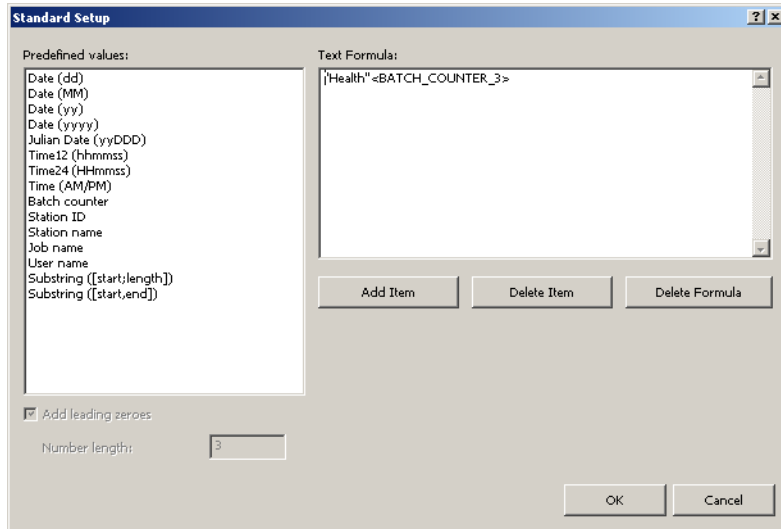 Standard Setup
Predefined values:
Date (dd)
Date (MM)
Date (yy)
Date (yyyy)
Julian Date (yyDDD)
Time12 (hhmmss)
Time24 (HHmmss)
Time (AM/PM)
Batch counter
Station ID
Station name
Job name
User name
Substring ([start;length])
Substring ([start,end])
Add leading zeroes
Number length:
3
Text Formula:
"Health"<BATCH_COUNTER_3>
Add Item
Delete Item
Delete Formula
OK
Cancel